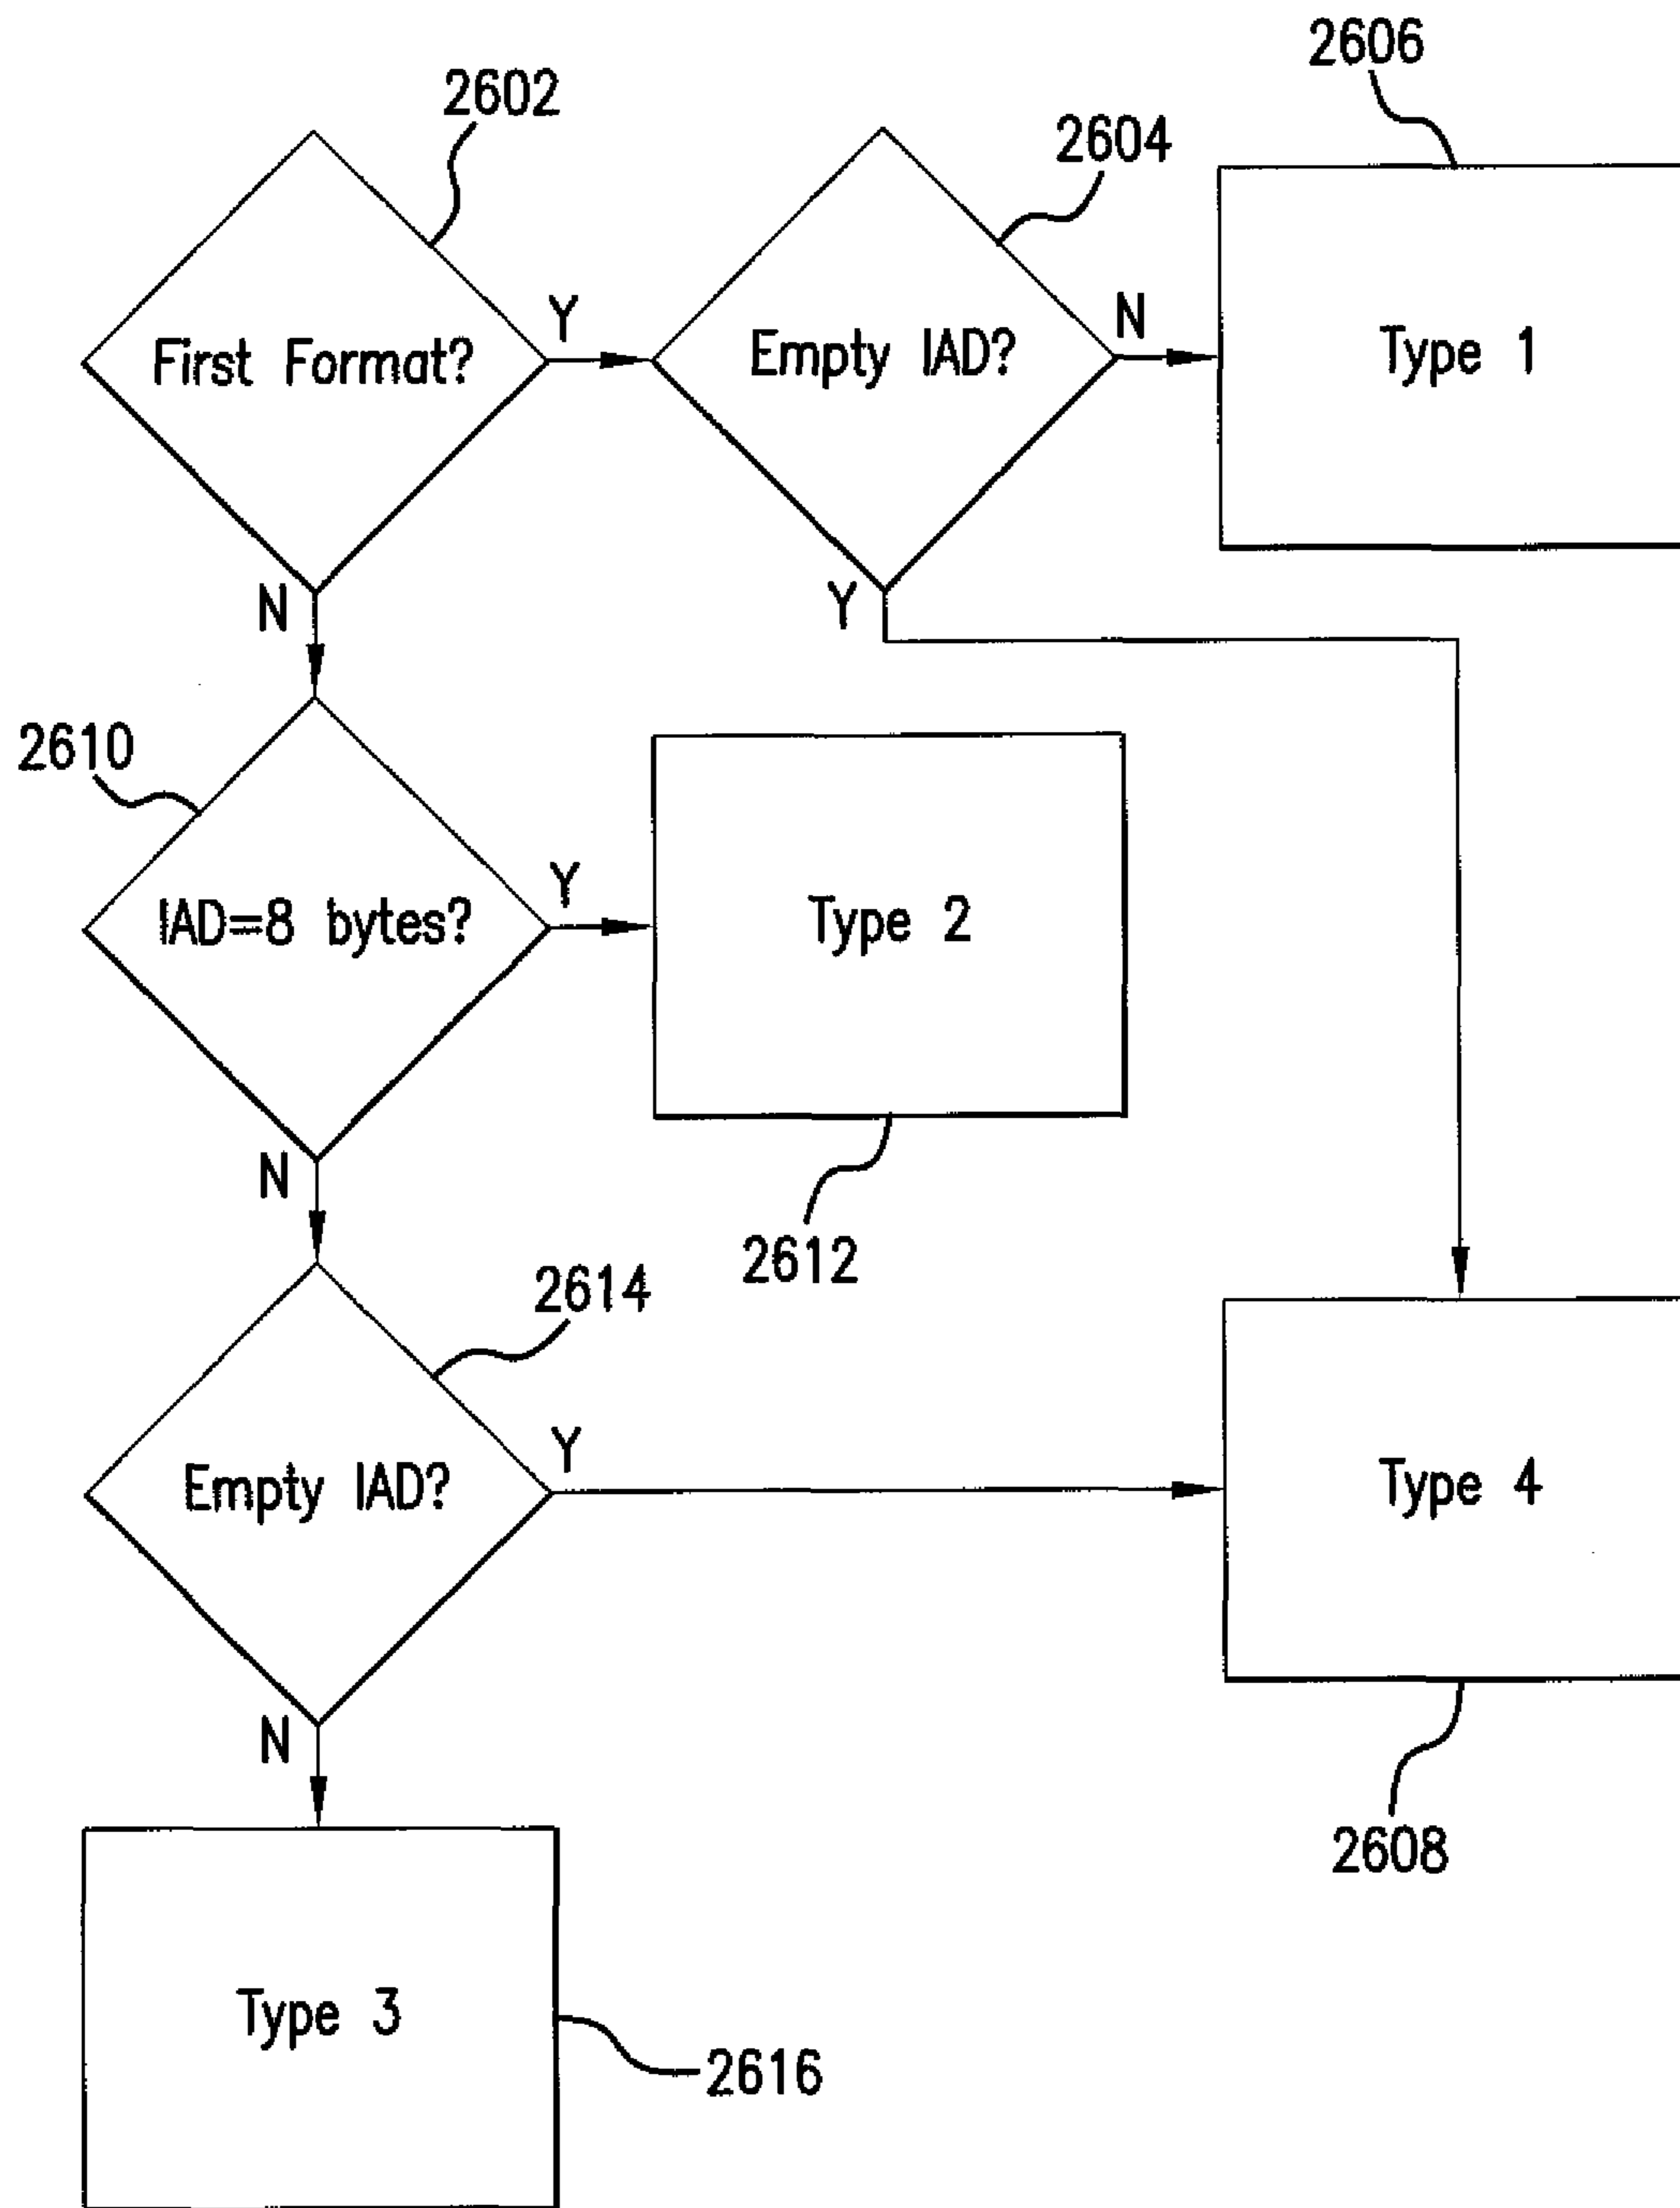 2606
2602
2604
First Format?
Y
Empty IAD?
N
Type 1
N
Y
2610
IAD=8 bytes?
Y
Type 2
N
2612
2614
Empty IAD?
Y
Type 4
N
2608
Type 3
2616